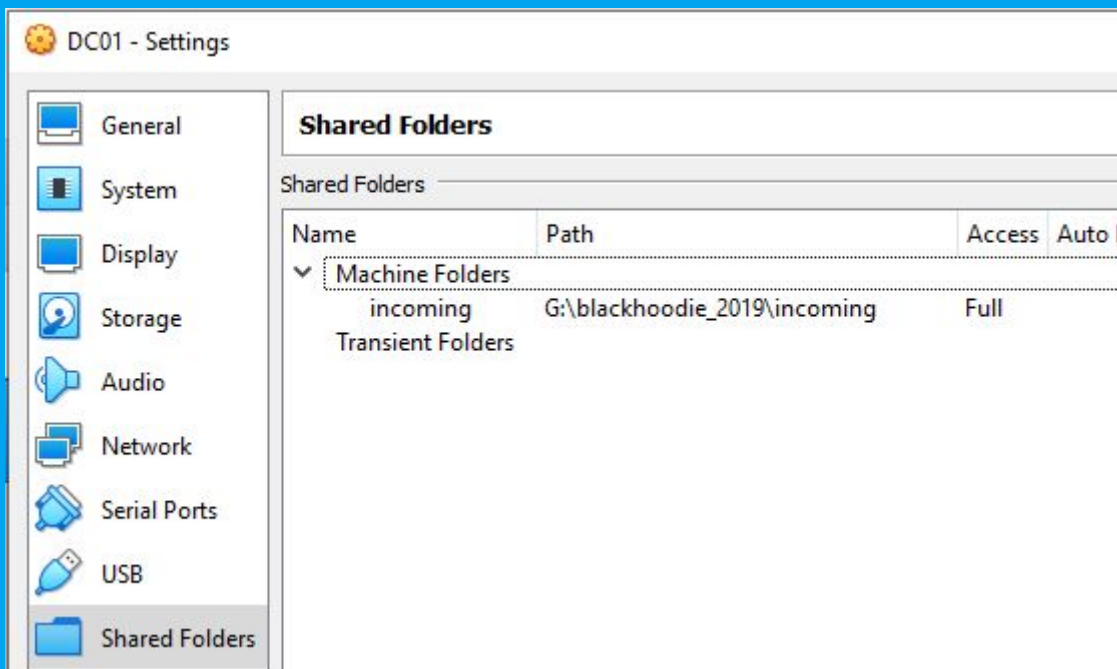 DC01 - Settings
General
System
Display
Storage
Audio
Network
Serial Ports
USB
Shared Folders
Shared Folders
Shared Folders
Name Path Access Auto
Machine Folders
incoming G:\blackhoodie_2019\incoming Full
Transient Folders